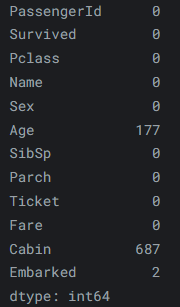 PassengerId 0
Survived 0
Pclass 0
Name 0
Sex 0
Age 177
SibSp 0
Parch 0
Ticket 0
Fare 0
Cabin 687
Embarked 2
dtype: int64